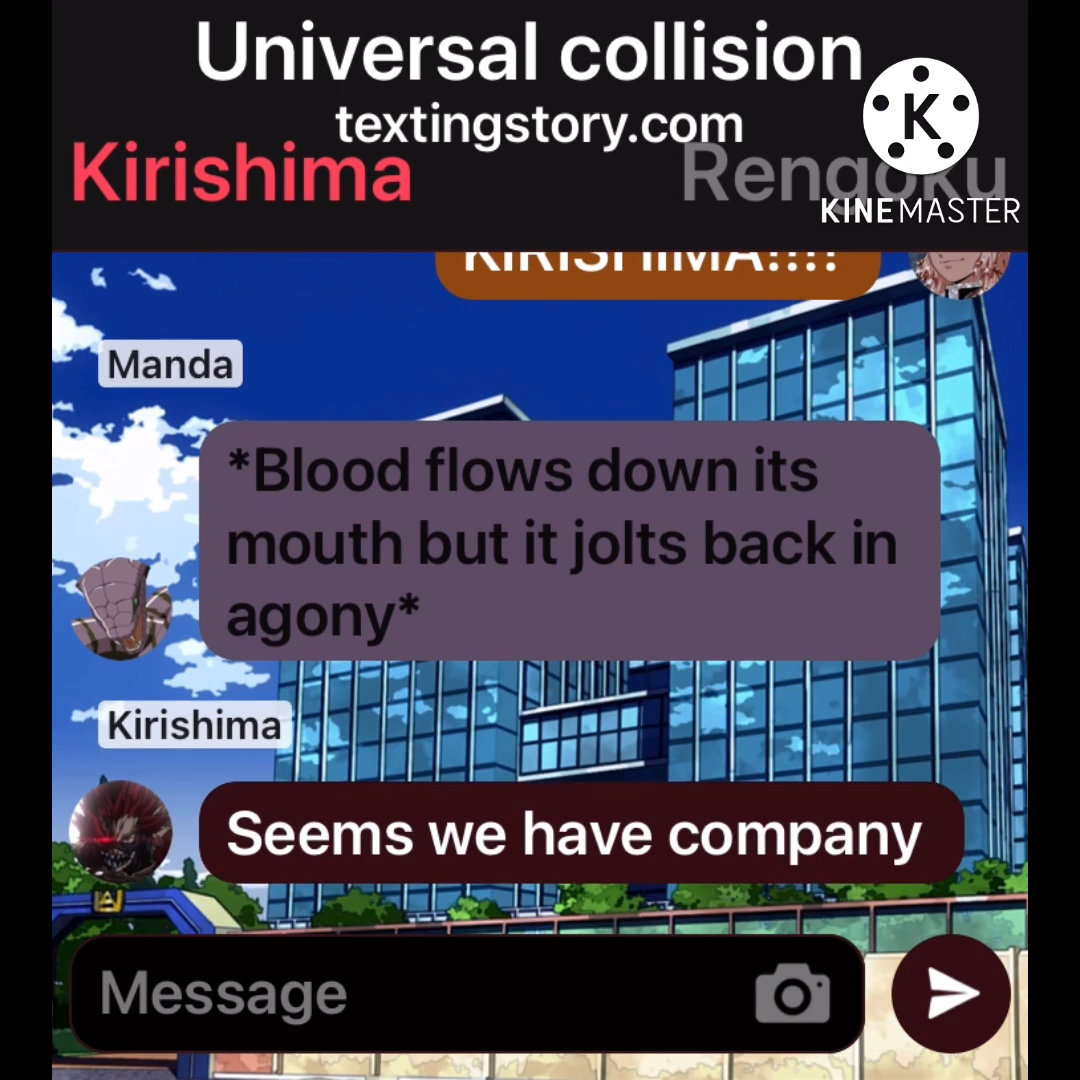 Universal collision
textingstory.com
Kirishima
Rengoku
K
KINEMASTER
KIRISHIMA!!!!
Manda
*Blood flows down its
mouth but it jolts back in
agony*
Kirishima
Seems we have company
Message